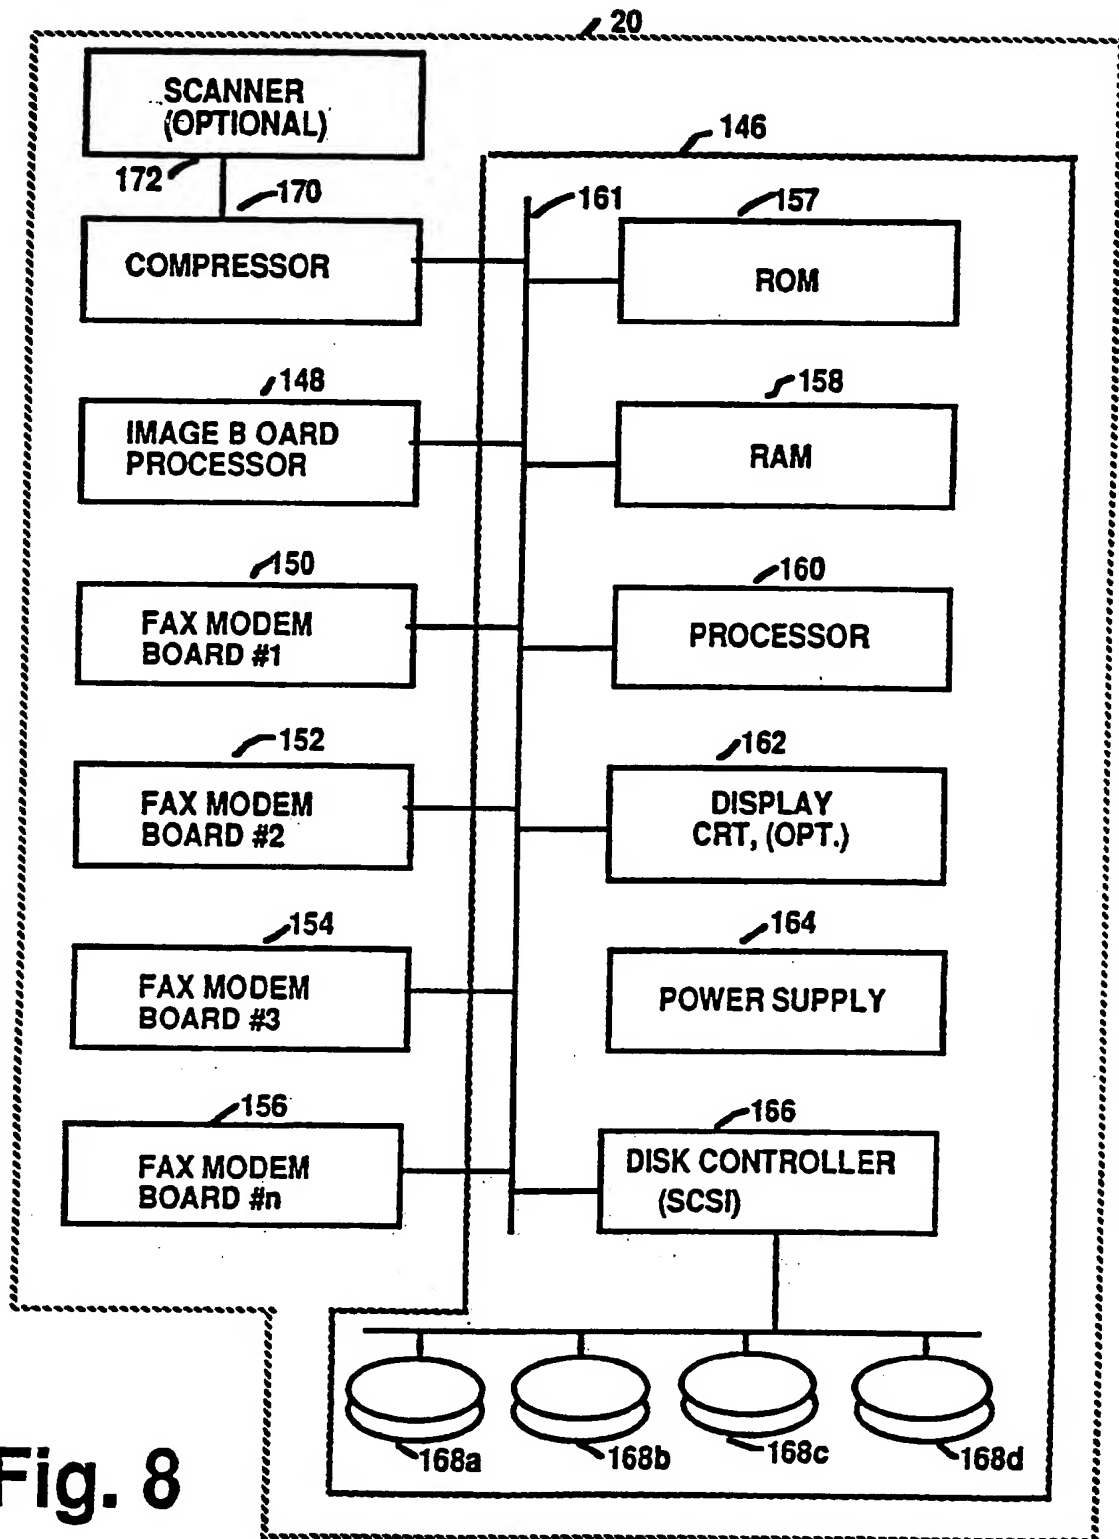 20
SCANNER
(OPTIONAL)
172
170
COMPRESSOR
148
IMAGE B OARD
PROCESSOR
150
FAX MODEM
BOARD #1
152
FAX MODEM
BOARD #2
154
FAX MODEM
BOARD #3
156
FAX MODEM
BOARD #n
146
161
157
ROM
158
RAM
160
PROCESSOR
162
DISPLAY
CRT, (OPT.)
164
POWER SUPPLY
166
DISK CONTROLLER
(SCSI)
168a
168b
168c
168d
Fig. 8